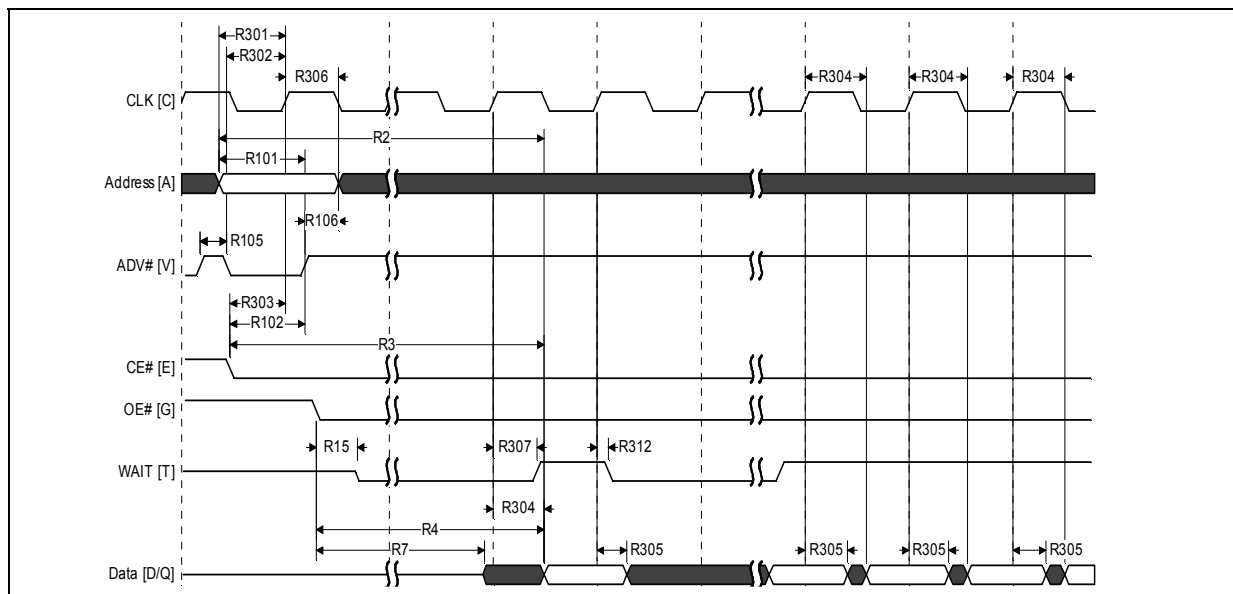 R301
R302
R306
R304
R304
R304
CLK [C]
R2
R101
Address [A]
R106
R105
ADV# [V]
R303
R102
R3
CE# [E]
OE# [G]
R15
R307
R312
WAIT [T]
R304
R4
R7
R305
R305
R305
R305
Data [D/Q]